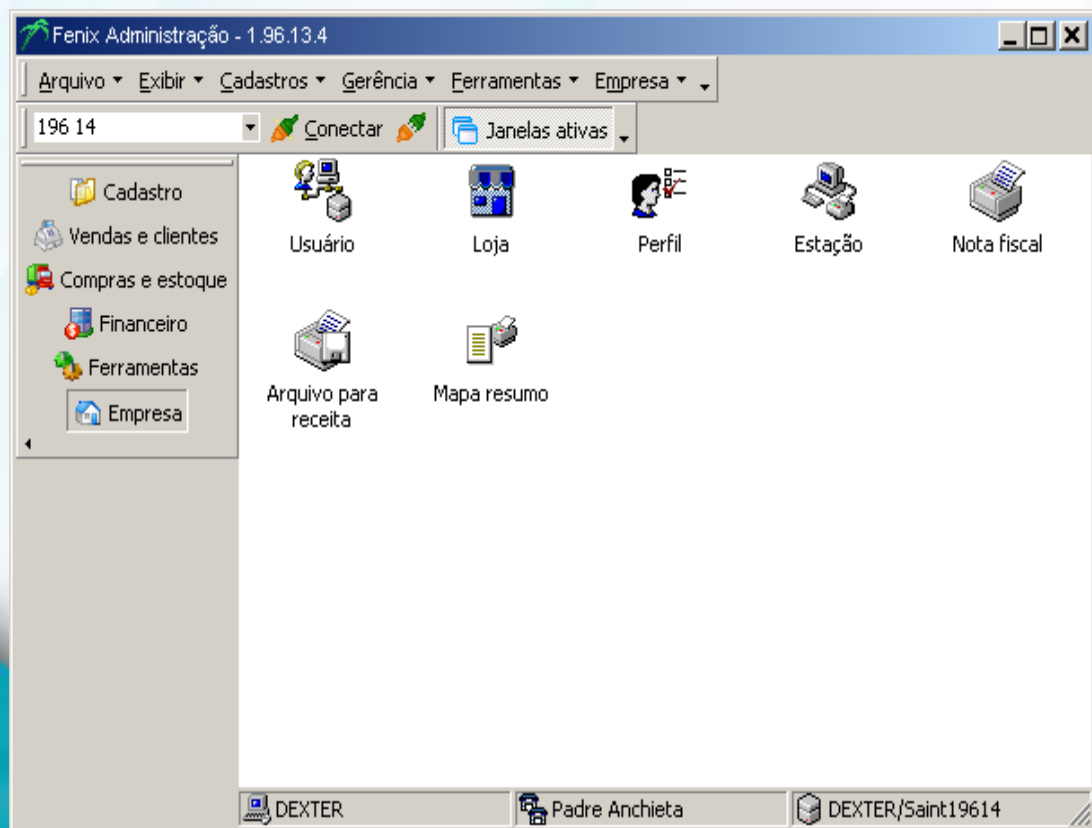 Fenix Administração - 1.96.13.4
Arquivo Exibir Cadastros Gerência Ferramentas Empresa
196 14 Conectar Janelas ativas
Cadastro
Vendas e clientes
Compras e estoque
Financeiro
Ferramentas
Empresa
Usuário Loja Perfil Estação Nota fiscal
Arquivo para
receita
Mapa resumo
DEXTER Padre Anchieta DEXTER/Saint19614